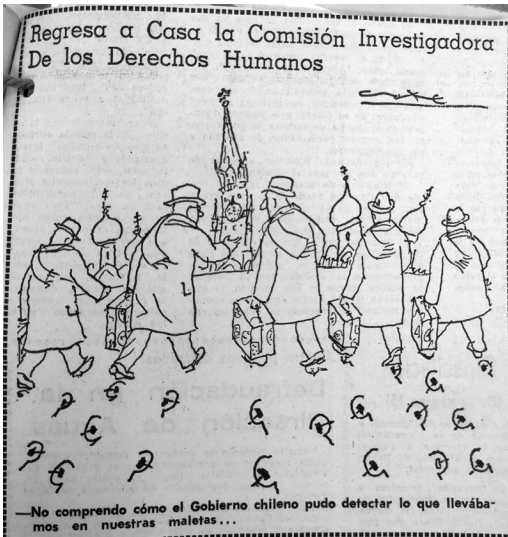 Regresa a Casa la Comisión Investigadora
De los Derechos Humanos
—No comprendo cómo el Gobierno chileno pudo detectar lo que llevába-
mos en nuestras maletas...